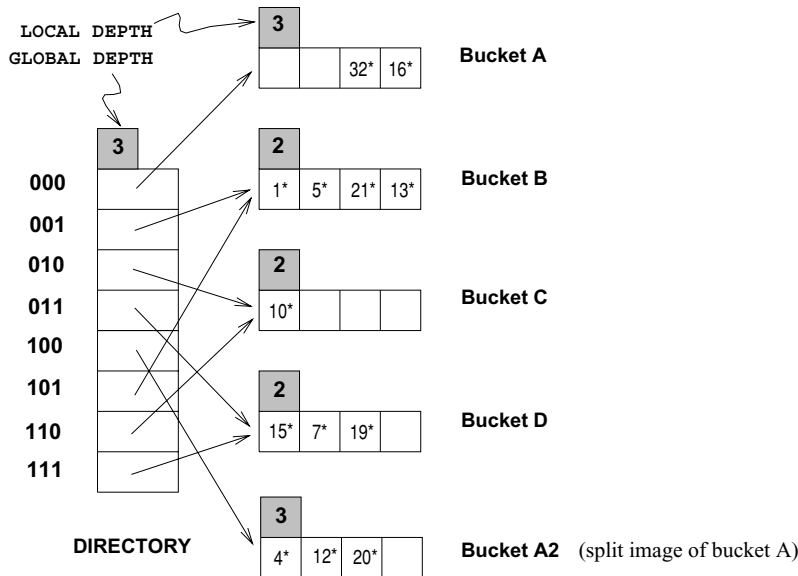 LOCAL DEPTH
GLOBAL DEPTH
3
32* 16*
Bucket A
3
000
001
010
011
100
101
110
111
DIRECTORY
2
1* 5* 21* 13*
Bucket B
2
10*
Bucket C
2
15* 7* 19*
Bucket D
3
4* 12* 20*
Bucket A2 (split image of bucket A)